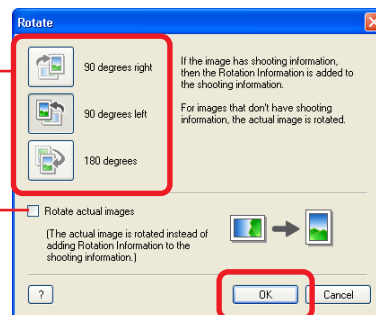 Rotate
90 degrees right
90 degrees left
180 degrees
If the image has shooting information,
then the Rotation Information is added to
the shooting information.
For images that don't have shooting
information, the actual image is rotated.
Rotate actual images
(The actual image is rotated instead of
adding Rotation Information to the
shooting information.)
?
OK
Cancel